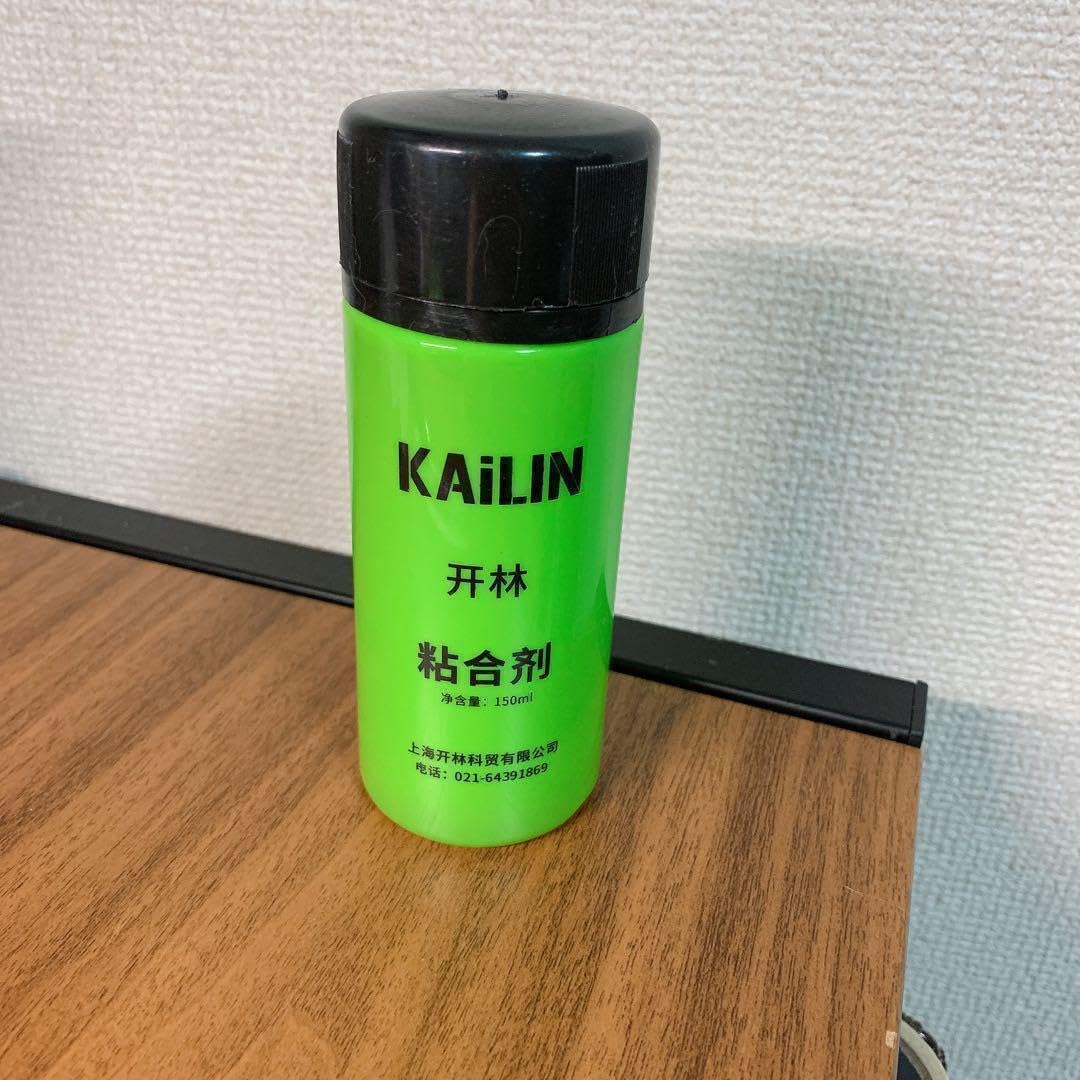 KAiLIN
开林
粘合剂
净含量：150ml
上海开林科贸有限公司
电话：021-64391869